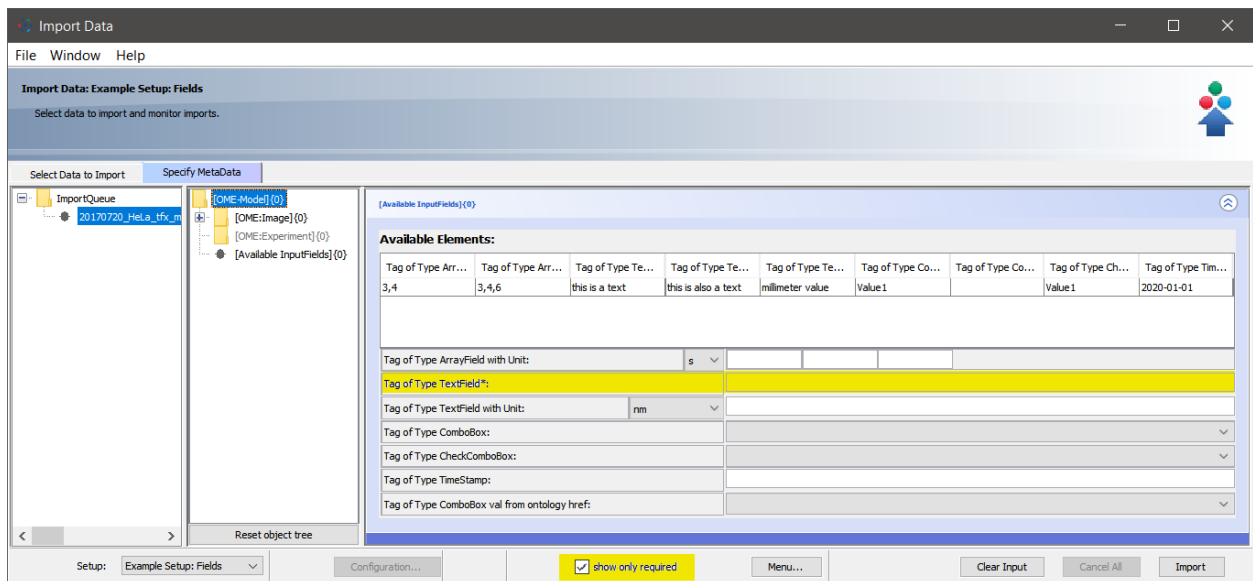 Import Data
File Window Help
Import Data: Example Setup: Fields
Select data to import and monitor imports.
Select Data to Import Specify MetaData
ImportQueue
20170720_HeLa_tfx_m
[OME-Model]{0}
[OME:Image]{0}
[OME:Experiment]{0}
[Available InputFields]{0}
Reset object tree
[Available InputFields]{0}
Available Elements:
Tag of Type Arr... Tag of Type Arr... Tag of Type Te... Tag of Type Te... Tag of Type Te... Tag of Type Co... Tag of Type Co... Tag of Type Ch... Tag of Type Tim...
3,4 3,4,6 this is a text this is also a text millimeter value Value1 Value1 2020-01-01
Tag of Type ArrayField with Unit: s
Tag of Type TextField*:
Tag of Type TextField with Unit: nm
Tag of Type ComboBox:
Tag of Type CheckComboBox:
Tag of Type TimeStamp:
Tag of Type ComboBox val from ontology href:
Setup: Example Setup: Fields Configuration... show only required Menu... Clear Input Cancel All Import